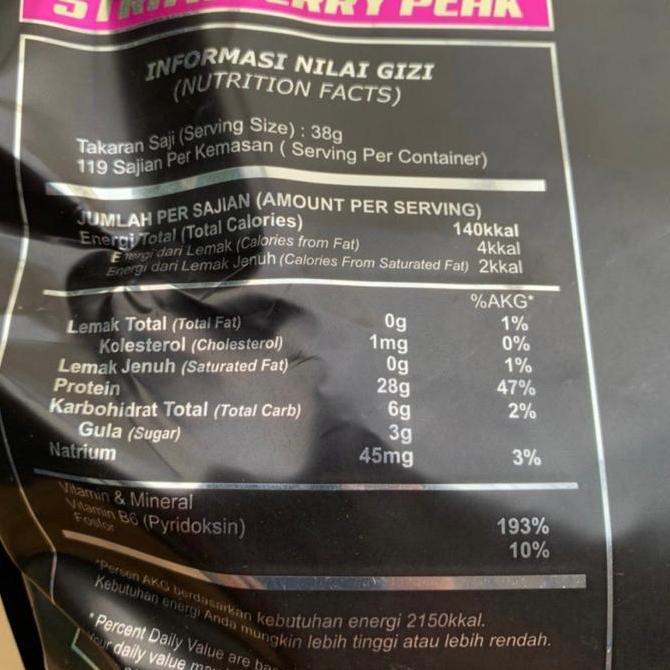 STRAWBERRY PEAK
INFORMASI NILAI GIZI
(NUTRITION FACTS)
Takaran Saji (Serving Size) : 38g
119 Sajian Per Kemasan ( Serving Per Container)
JUMLAH PER SAJIAN (AMOUNT PER SERVING)
Energi Total (Total Calories) 140kkal
Energi dari Lemak (Calories from Fat) 4kkal
Energi dari Lemak Jenuh (Calories From Saturated Fat) 2kkal
%AKG*
Lemak Total (Total Fat) 0g 1%
Kolesterol (Cholesterol) 1mg 0%
Lemak Jenuh (Saturated Fat) 0g 1%
Protein 28g 47%
Karbohidrat Total (Total Carb) 6g 2%
Gula (Sugar) 3g
Natrium 45mg 3%
Vitamin & Mineral
Vitamin B6 (Pyridoksin) 193%
Fosfor 10%
*Persen AKG berdasarkan kebutuhan energi 2150kkal.
Kebutuhan energi Anda mungkin lebih tinggi atau lebih rendah.
*Percent Daily Value are
Your daily value